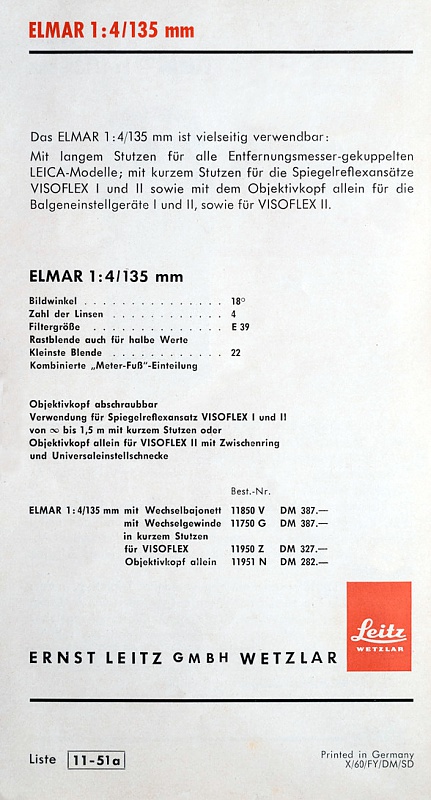 ELMAR 1:4/135 mm
Das ELMAR 1:4/135 mm ist vielseitig verwendbar:
Mit langem Stutzen für alle Entfernungsmesser-gekuppelten
LEICA-Modelle; mit kurzem Stutzen für die Spiegelreflexansätze
VISOFLEX I und II sowie mit dem Objektivkopf allein für die
Balgeneinstellgeräte I und II, sowie für VISOFLEX II.
ELMAR 1:4/135 mm
Bildwinkel . . . . . . . . . . . . . . . 18°
Zahl der Linsen . . . . . . . . . . . . 4
Filtergröße . . . . . . . . . . . . . . E 39
Rastblende auch für halbe Werte
Kleinste Blende . . . . . . . . . . . . 22
Kombinierte „Meter-Fuß"-Einteilung
Objektivkopf abschraubbar
Verwendung für Spiegelreflexansatz VISOFLEX I und II
von ∞ bis 1,5 m mit kurzem Stutzen oder
Objektivkopf allein für VISOFLEX II mit Zwischenring
und Universaleinstellschnecke
Best.-Nr.
ELMAR 1:4/135 mm mit Wechselbajonett 11850 V DM 387.—
mit Wechselgewinde 11750 G DM 387.—
in kurzem Stutzen
für VISOFLEX 11950 Z DM 327.—
Objektivkopf allein 11951 N DM 282.—
Leitz
WETZLAR
ERNST LEITZ GMBH WETZLAR
Liste 11-51a
Printed in Germany
X/60/FY/DM/SD